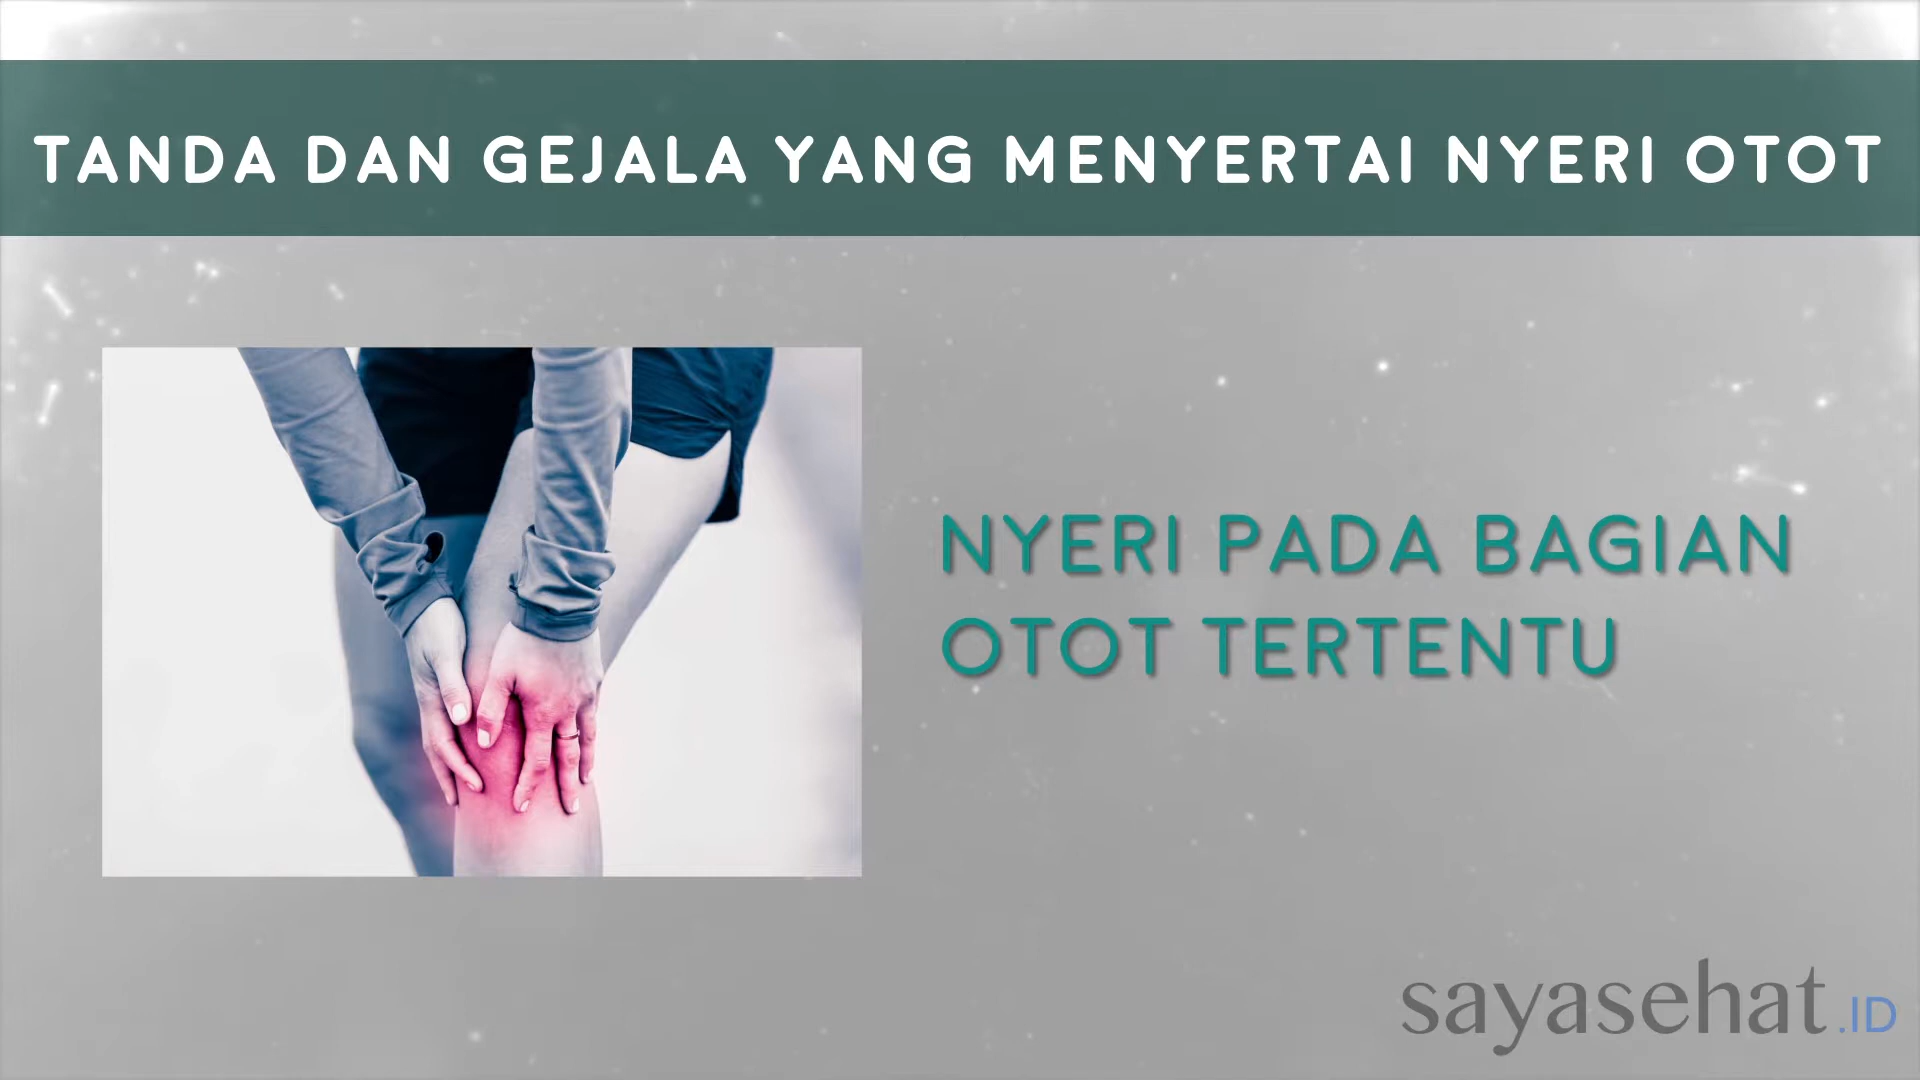 TANDA DAN GEJALA YANG MENYERTAI NYERI OTOT
NYERI PADA BAGIAN
OTOT TERTENTU
sayasehat.ID